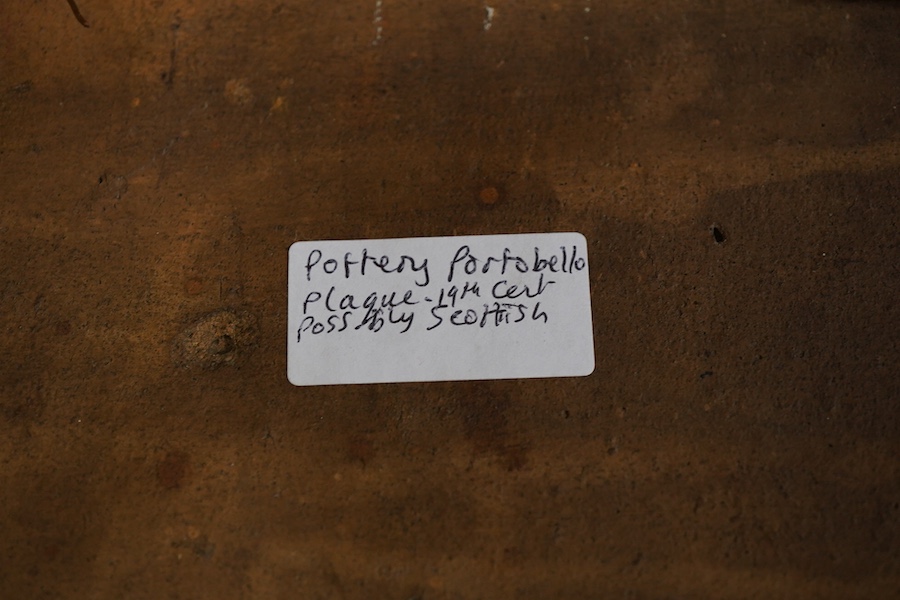 Pottery Portobello
Plaque - 19th Cent
Possibly Scottish